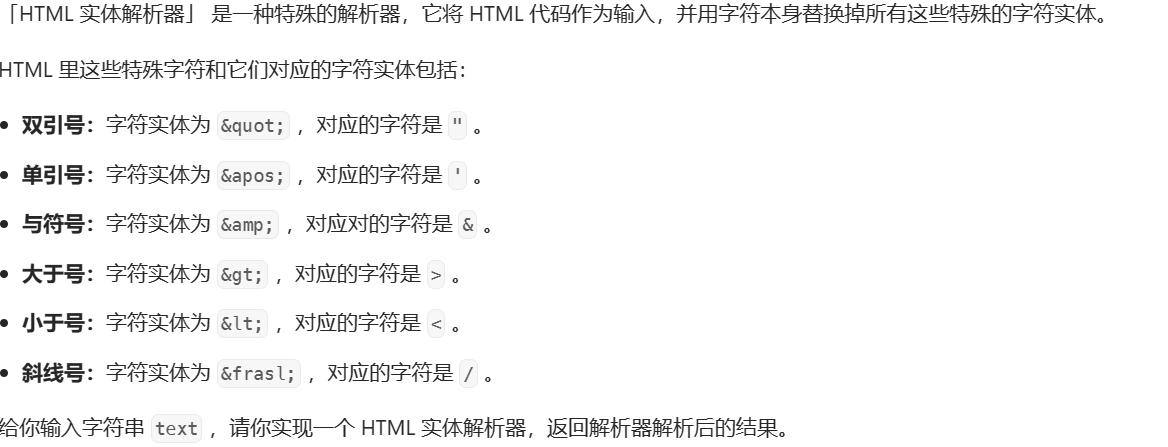 「HTML 实体解析器」 是一种特殊的解析器，它将 HTML 代码作为输入，并用字符本身替换掉所有这些特殊的字符实体。
HTML 里这些特殊字符和它们对应的字符实体包括：
• 双引号：字符实体为 &quot; ，对应的字符是 " 。
• 单引号：字符实体为 &apos; ，对应的字符是 ' 。
• 与符号：字符实体为 &amp; ，对应对的字符是 & 。
• 大于号：字符实体为 &gt; ，对应的字符是 > 。
• 小于号：字符实体为 &lt; ，对应的字符是 < 。
• 斜线号：字符实体为 &frasl; ，对应的字符是 / 。
给你输入字符串 text ，请你实现一个 HTML 实体解析器，返回解析器解析后的结果。